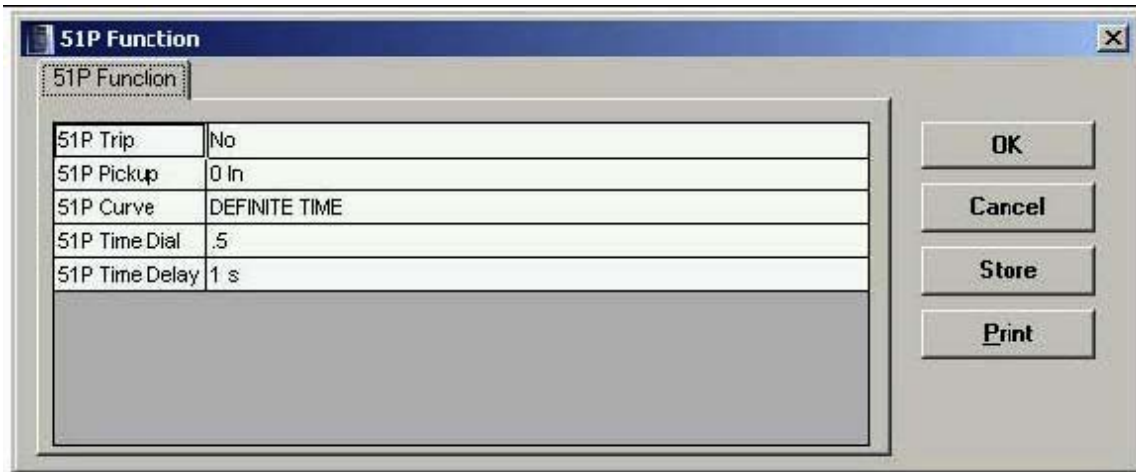 51P Function
51P Function
51P Trip No
51P Pickup 0 In
51P Curve DEFINITE TIME
51P Time Dial .5
51P Time Delay 1 s
OK
Cancel
Store
Print